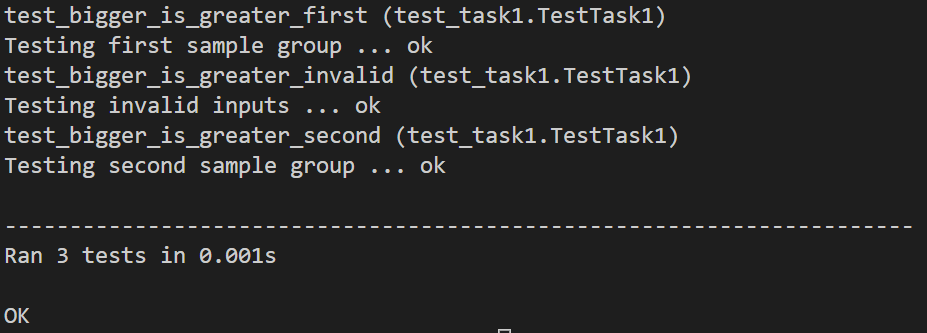 test_bigger_is_greater_first (test_task1.TestTask1)
Testing first sample group ... ok
test_bigger_is_greater_invalid (test_task1.TestTask1)
Testing invalid inputs ... ok
test_bigger_is_greater_second (test_task1.TestTask1)
Testing second sample group ... ok
----------------------------------------------------------------------
Ran 3 tests in 0.001s
OK